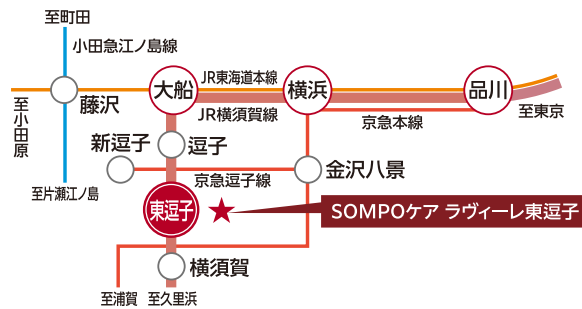 至町田
小田急江ノ島線
大船
JR東海道本線
横浜
品川
藤沢
JR横須賀線
至東京
至小田原
京急本線
新逗子
逗子
金沢八景
京急逗子線
至片瀬江ノ島
東逗子
SOMPOケア ラヴィーレ東逗子
横須賀
至浦賀
至久里浜